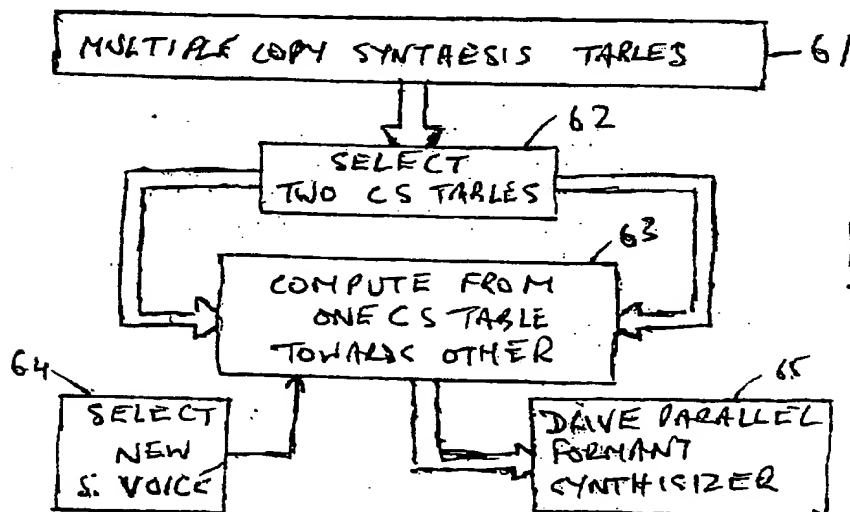 MULTIPLE COPY SYNTHESIS TABLES
61
62
SELECT
TWO CS TABLES
63
COMPUTE FROM
ONE CS TABLE
TOWARDS OTHER
64
65
SELECT
NEW
S. VOICE
DRIVE PARALLEL
FORMANT
SYNTHISIZER